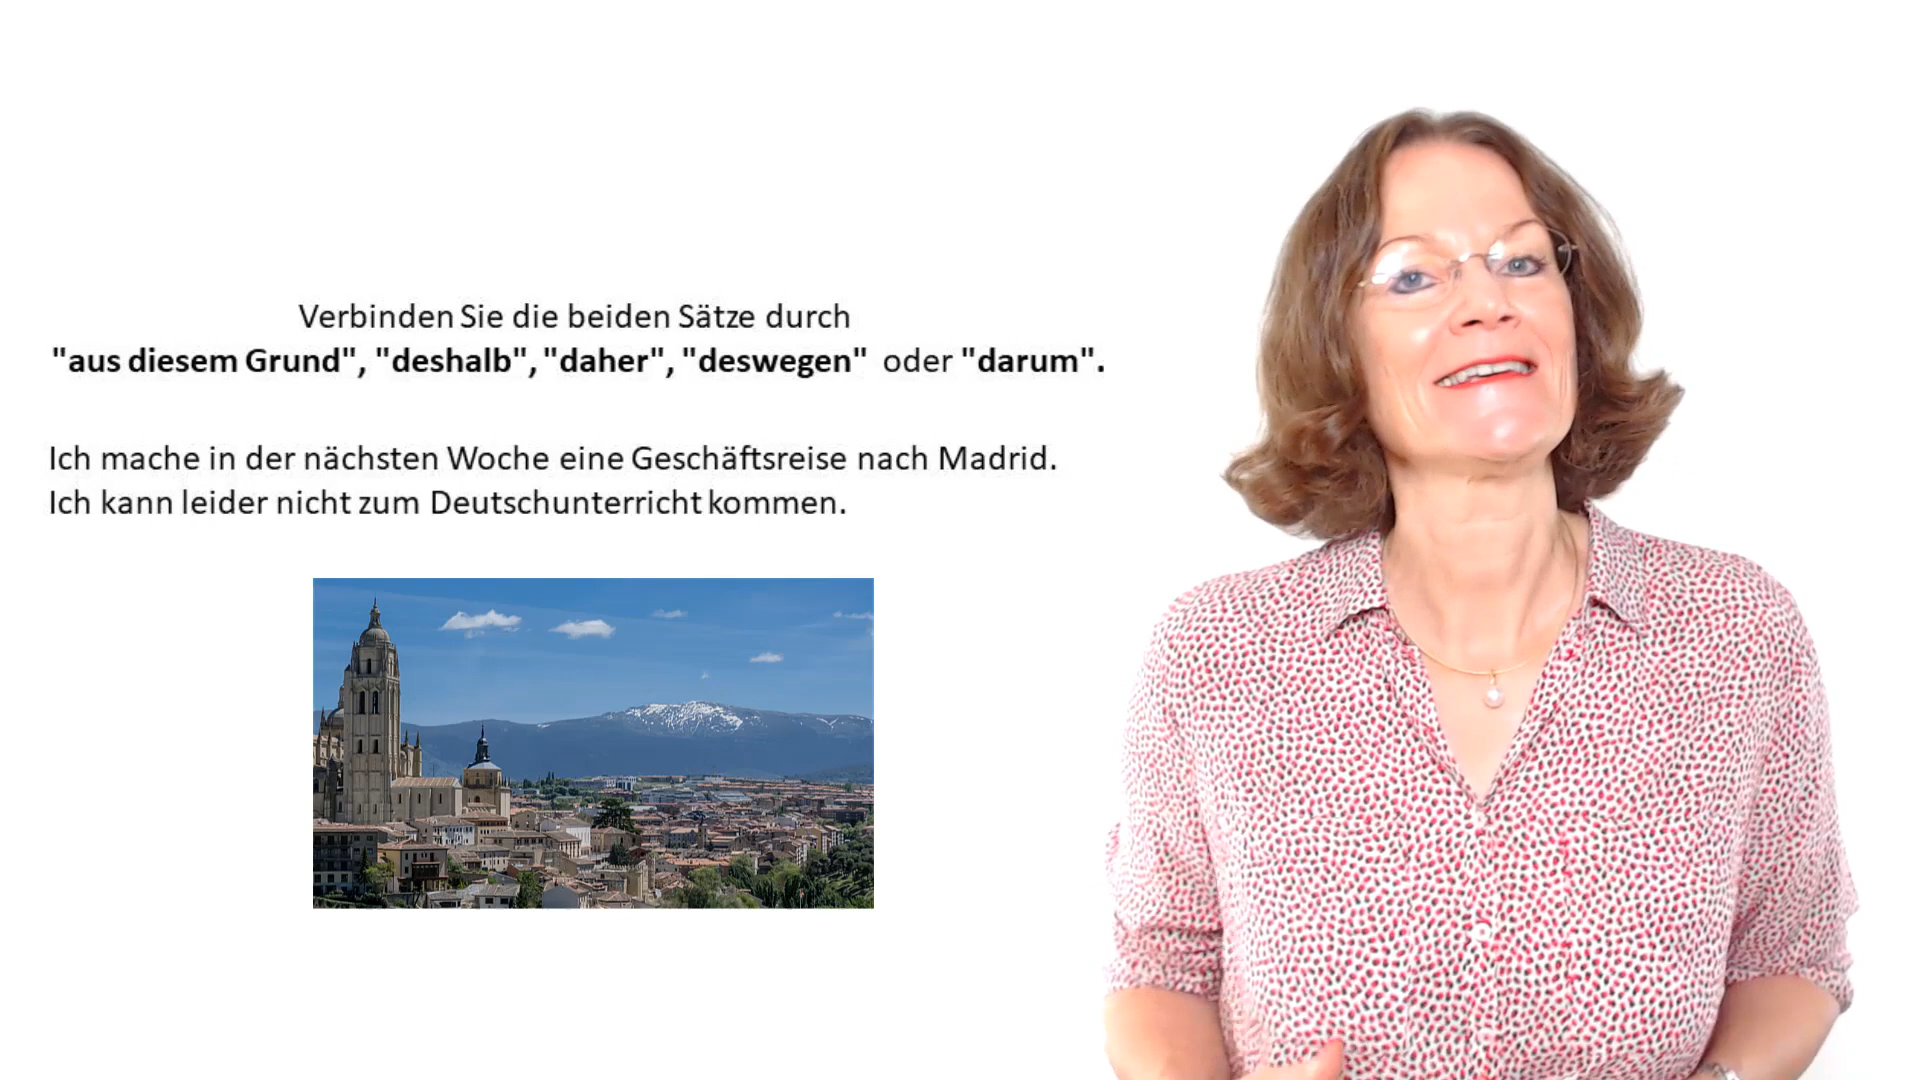 Verbinden Sie die beiden Sätze durch
"aus diesem Grund", "deshalb", "daher", "deswegen" oder "darum".
Ich mache in der nächsten Woche eine Geschäftsreise nach Madrid.
Ich kann leider nicht zum Deutschunterricht kommen.